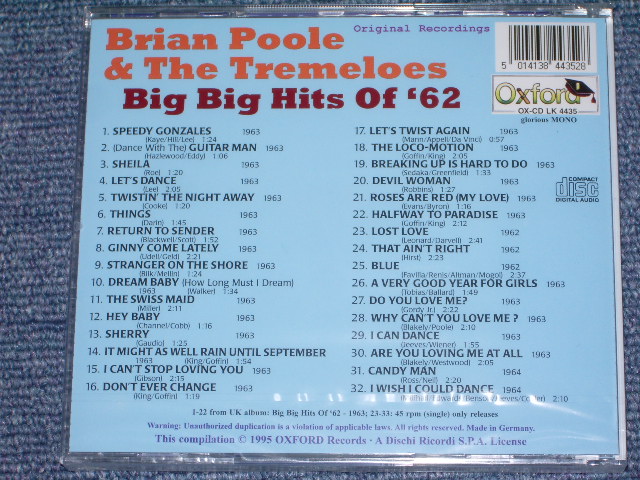 Original Recordings
Brian Poole
& The Tremeloes
Big Big Hits Of '62
5 014138 443528
Oxford
OX-CD LK 4435
glorious MONO
1. SPEEDY GONZALES 1963
(Kaye/Hill/Lee) 1:24
2. (Dance With The) GUITAR MAN 1963
(Hazlewood/Eddy) 1:06
3. SHEILA 1963
(Roe) 1:20
4. LET'S DANCE 1963
(Lee) 2:05
5. TWISTIN' THE NIGHT AWAY 1963
(Cooke) 1:20
6. THINGS 1963
(Darin) 1:45
7. RETURN TO SENDER 1963
(Blackwell/Scott) 1:52
8. GINNY COME LATELY 1963
(Udell/Geld) 2:21
9. STRANGER ON THE SHORE 1963
(Bilk/Mellin) 1:24
10. DREAM BABY (How Long Must I Dream)
1963 (Walker) 1:34
11. THE SWISS MAID 1963
(Miller) 2:11
12. HEY BABY 1963
(Channel/Cobb) 1:16
13. SHERRY 1963
(Gaudio) 1:25
14. IT MIGHT AS WELL RAIN UNTIL SEPTEMBER
1963 (King/Goffin) 1:54
15. I CAN'T STOP LOVING YOU 1963
(Gibson) 2:15
16. DON'T EVER CHANGE 1963
(King/Goffin) 1:19
17. LET'S TWIST AGAIN 1963
(Mann/Appell/Da Vinci) 0:57
18. THE LOCO-MOTION 1963
(Goffin/King) 2:05
19. BREAKING UP IS HARD TO DO 1963
(Sedaka/Greenfield) 1:33
20. DEVIL WOMAN 1963
(Robbins) 1:27
21. ROSES ARE RED (MY LOVE) 1963
(Evans/Byron) 1:16
22. HALFWAY TO PARADISE 1963
(Goffin/King) 2:12
23. LOST LOVE 1962
(Leonard/Darvell) 2:41
24. THAT AIN'T RIGHT 1962
(Hirst) 2:23
25. BLUE 1962
(Pavilla/Renis/Aliman/Mogol) 2:37
26. A VERY GOOD YEAR FOR GIRLS 1963
(Tobias/Ballard) 1:49
27. DO YOU LOVE ME? 1963
(Gordy Jr.) 2:22
28. WHY CAN'T YOU LOVE ME ? 1963
(Blakely/Poole) 2:10
29. I CAN DANCE 1963
(Jeeves/Wiener) 1:55
30. ARE YOU LOVING ME AT ALL 1963
(Blakely/Westwood) 2:05
31. CANDY MAN 1964
(Ross/Neil) 2:20
32. I WISH I COULD DANCE 1964
2:10
COMPACT
disc
DIGITAL AUDIO
1-22 from UK album: Big Big Hits Of '62 - 1963; 23-33: 45 rpm (single) only releases
Warning: Unauthorized duplication is a violation of applicable laws. All rights reserved. Made in Germany.
This compilation © 1995 OXFORD Records · A Dischi Ricordi S.P.A. License